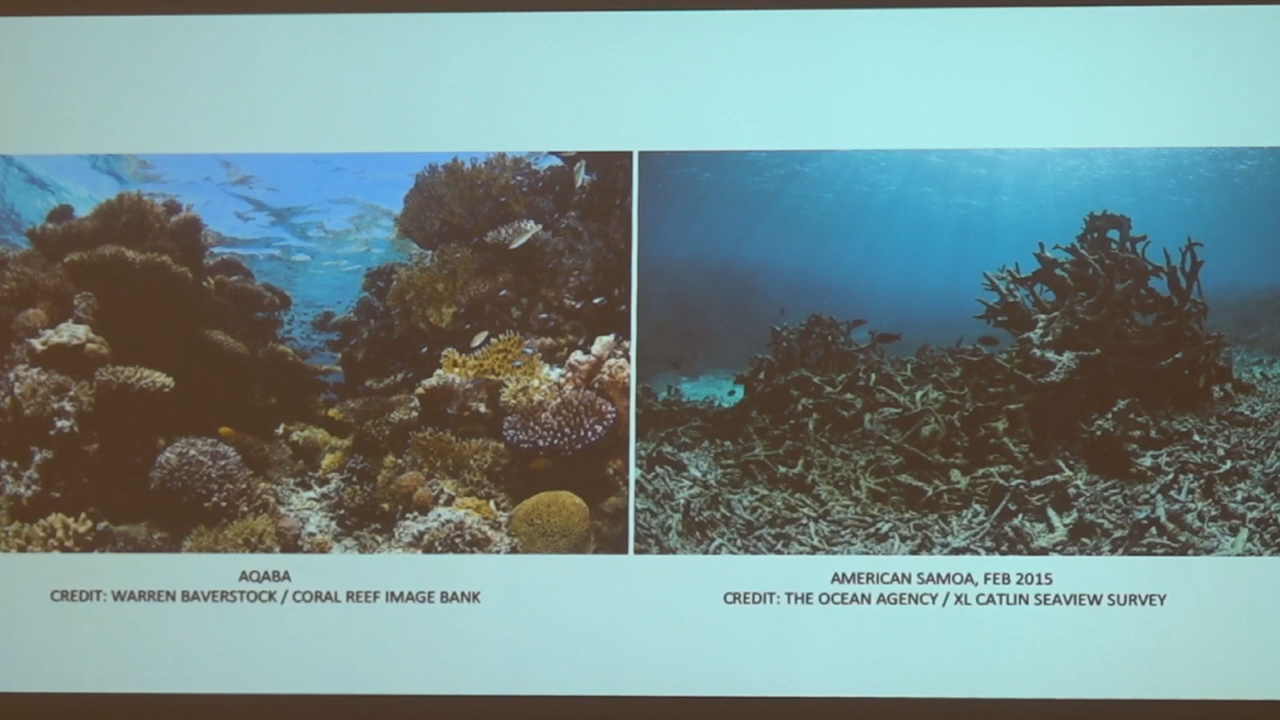 AQABA
CREDIT: WARREN BAVERSTOCK / CORAL REEF IMAGE BANK
AMERICAN SAMOA, FEB 2015
CREDIT: THE OCEAN AGENCY / XL CATLIN SEAVIEW SURVEY